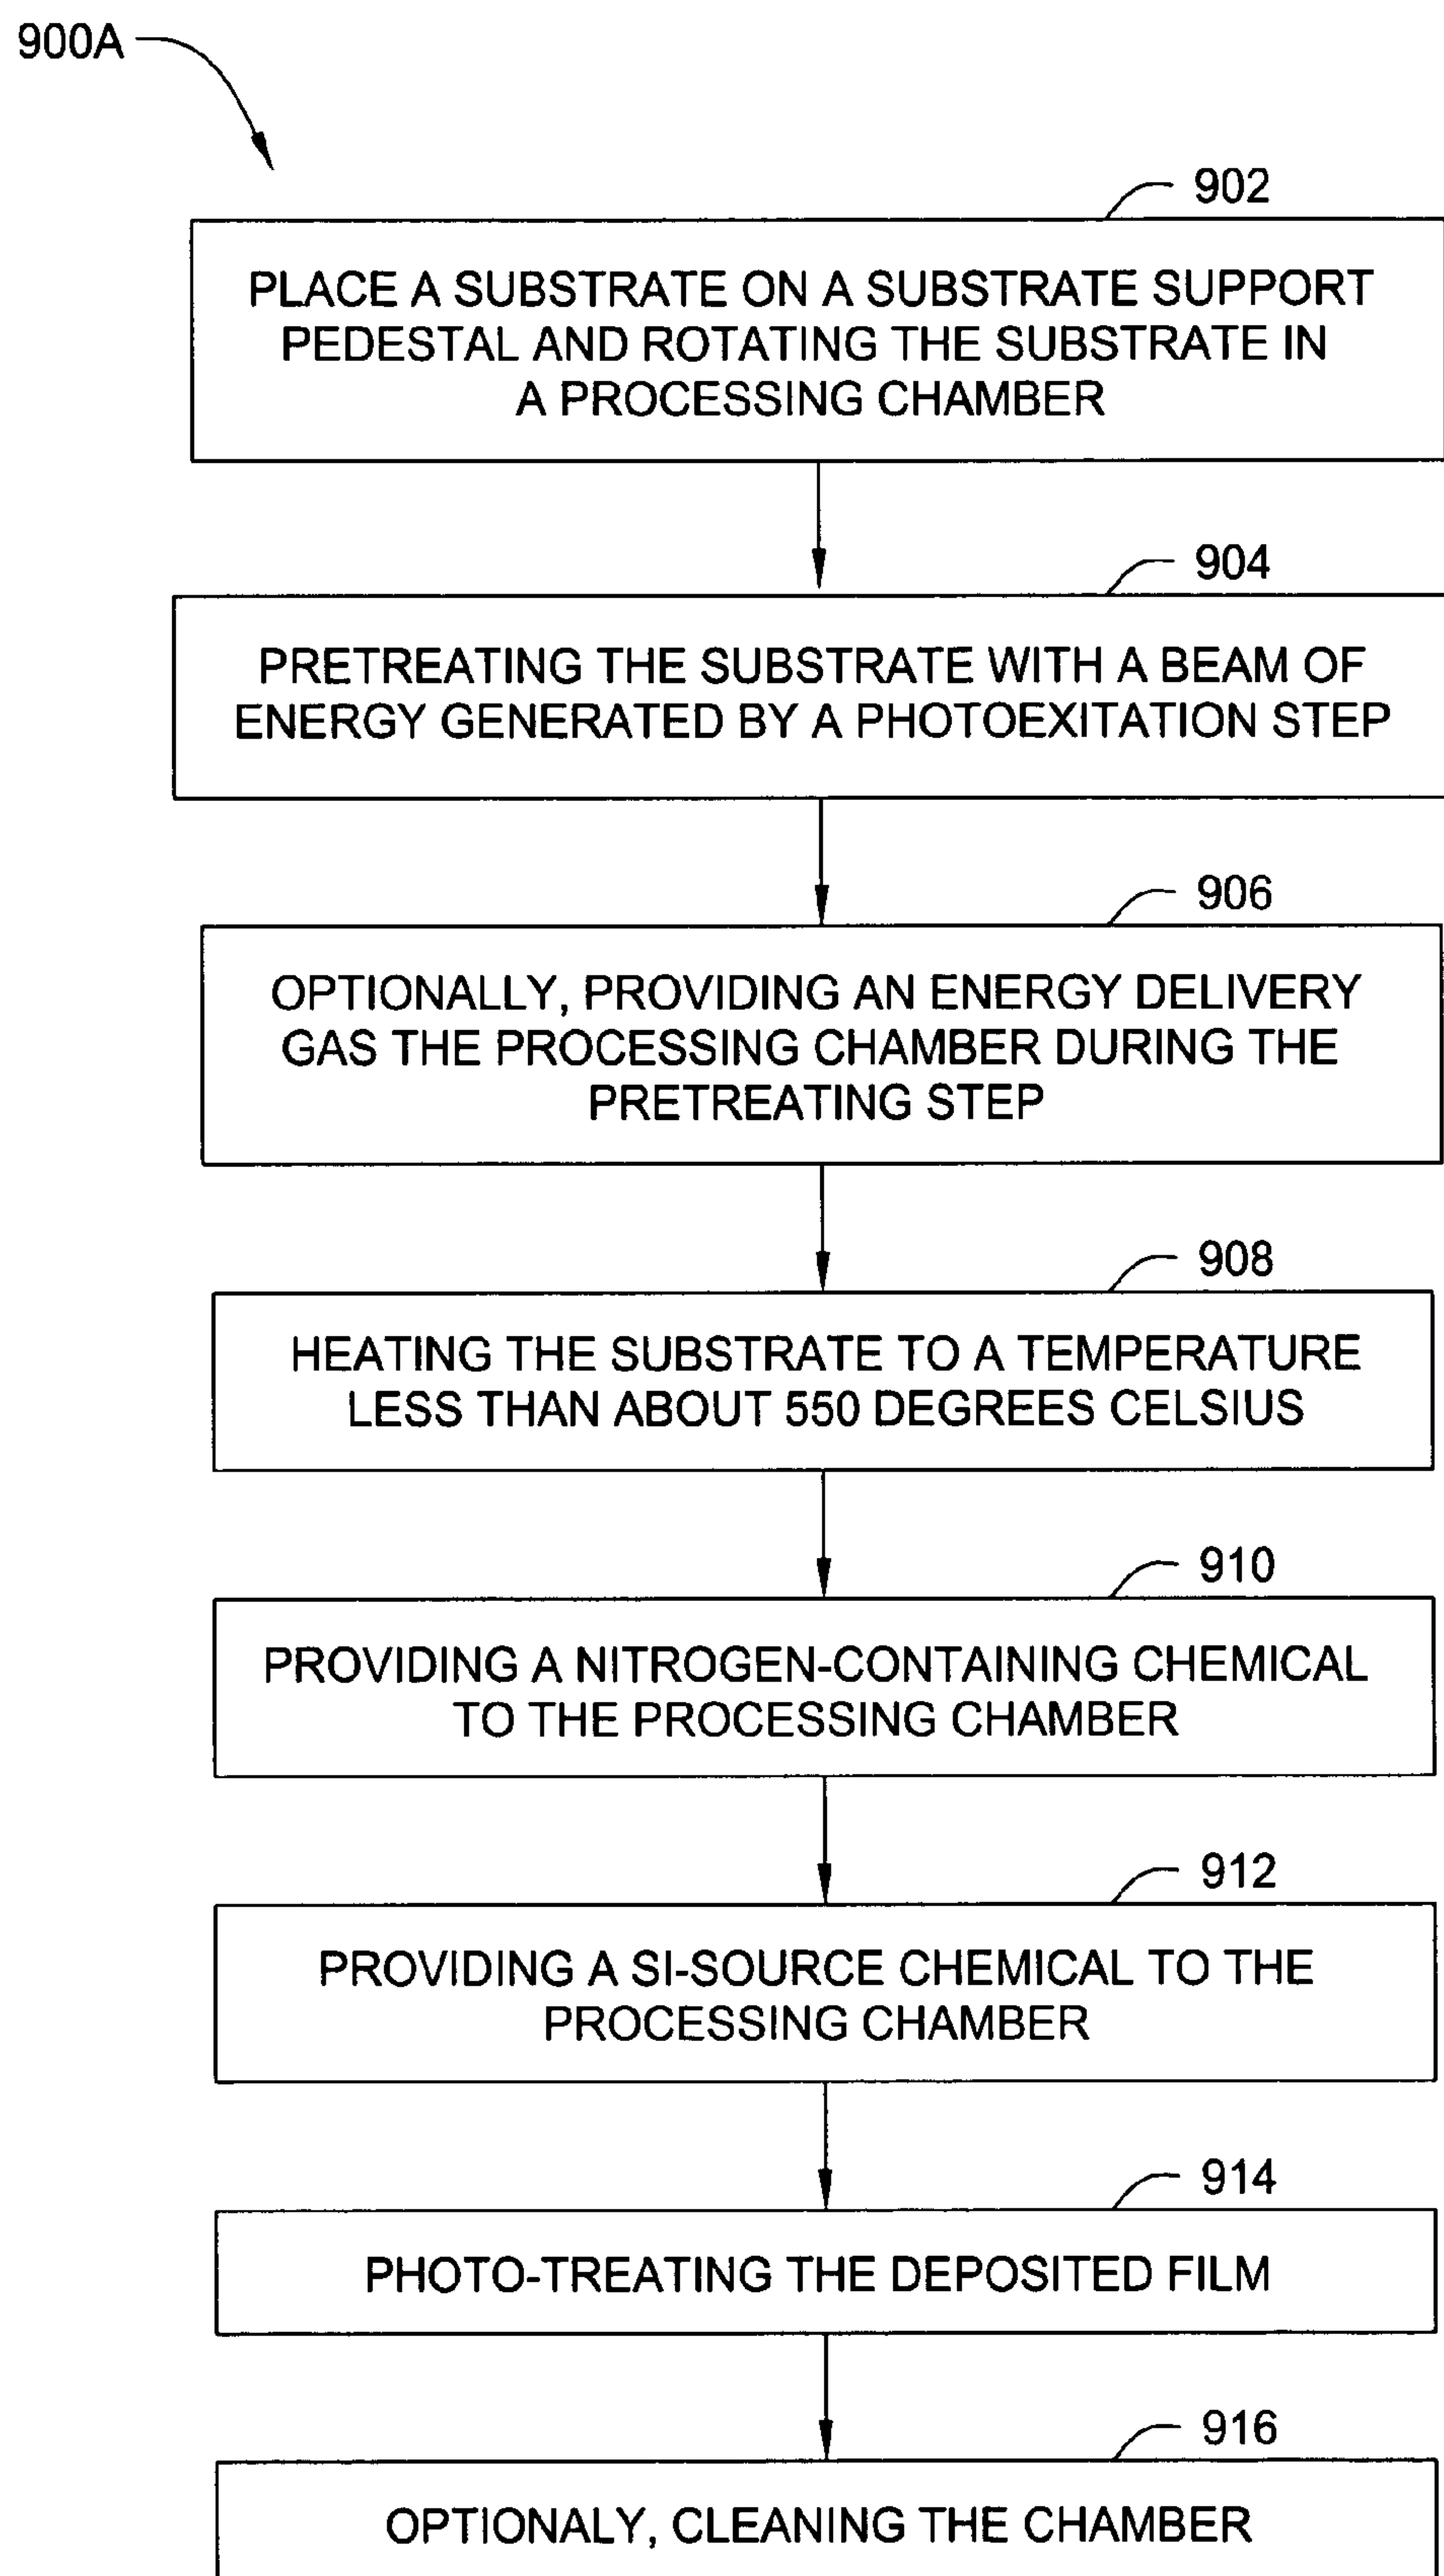 900A
902
PLACE A SUBSTRATE ON A SUBSTRATE SUPPORT
PEDESTAL AND ROTATING THE SUBSTRATE IN
A PROCESSING CHAMBER
904
PRETREATING THE SUBSTRATE WITH A BEAM OF
ENERGY GENERATED BY A PHOTOEXITATION STEP
906
OPTIONALLY, PROVIDING AN ENERGY DELIVERY
GAS THE PROCESSING CHAMBER DURING THE
PRETREATING STEP
908
HEATING THE SUBSTRATE TO A TEMPERATURE
LESS THAN ABOUT 550 DEGREES CELSIUS
910
PROVIDING A NITROGEN-CONTAINING CHEMICAL
TO THE PROCESSING CHAMBER
912
PROVIDING A SI-SOURCE CHEMICAL TO THE
PROCESSING CHAMBER
914
PHOTO-TREATING THE DEPOSITED FILM
916
OPTIONALY, CLEANING THE CHAMBER